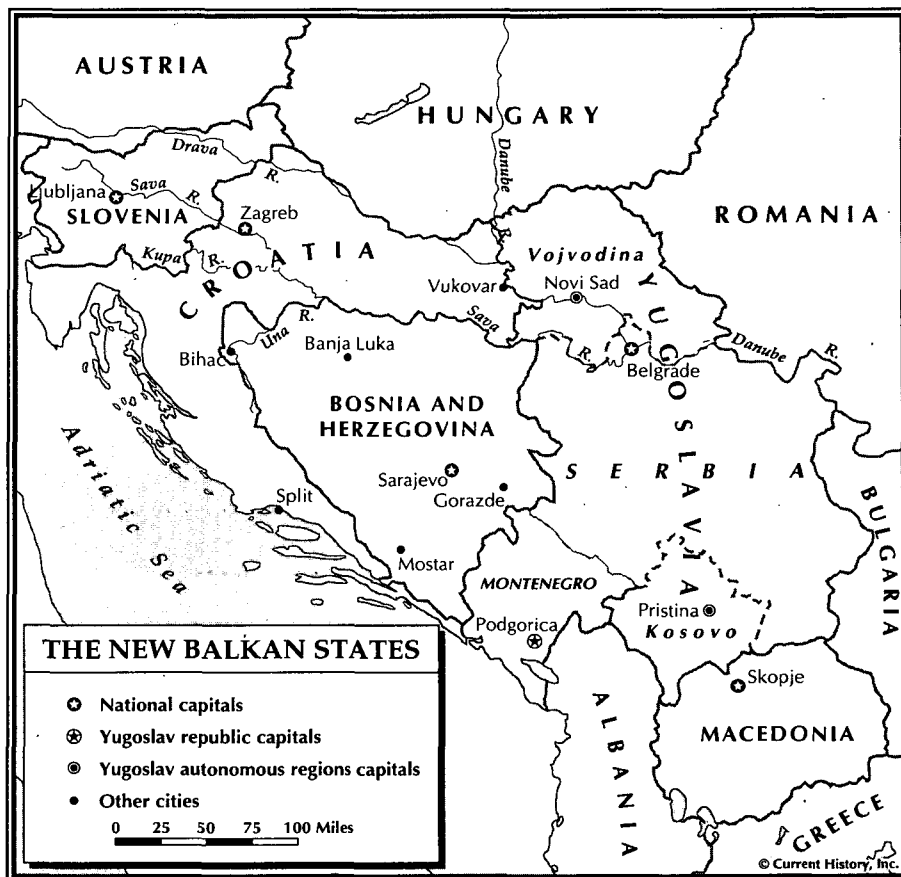 AUSTRIA
HUNGARY
ROMANIA
Drava
R.
Danube
R.
Ljubljana
Sava
R.
SLOVENIA
Zagreb
Kupa
R.
CROATIA
Vojvodina
Vukovar
Novi Sad
YUGOSLAVIA
Sava
R.
Una
R.
Bihac
Banja Luka
Belgrade
Danube
R.
BOSNIA AND
HERZEGOVINA
SERBIA
Sarajevo
Gorazde
BULGARIA
Adriatic Sea
Split
Mostar
MONTENEGRO
Pristina
Kosovo
Podgorica
Skopje
MACEDONIA
ALBANIA
GREECE
THE NEW BALKAN STATES
National capitals
Yugoslav republic capitals
Yugoslav autonomous regions capitals
Other cities
0 25 50 75 100 Miles
© Current History, Inc.